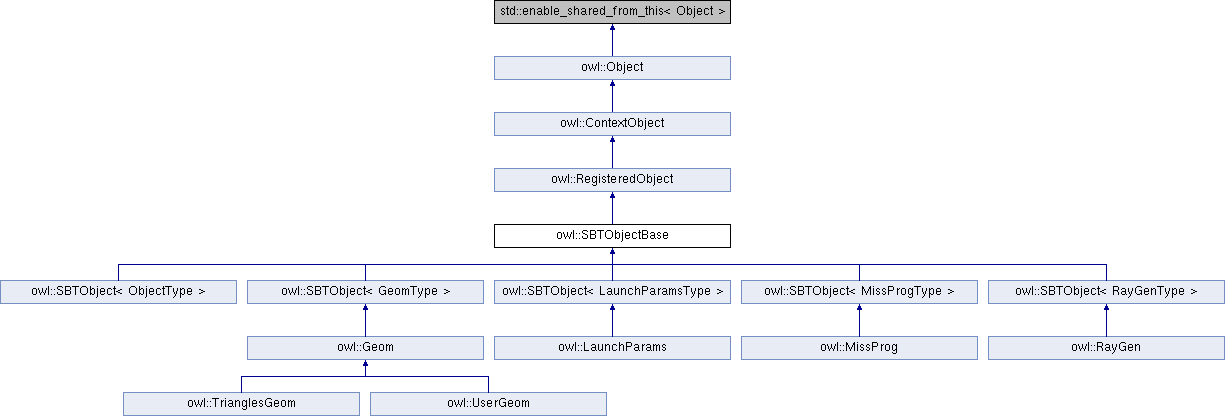 std::enable_shared_from_this< Object >
owl::Object
owl::ContextObject
owl::RegisteredObject
owl::SBTObjectBase
owl::SBTObject< ObjectType >
owl::SBTObject< GeomType >
owl::SBTObject< LaunchParamsType >
owl::SBTObject< MissProgType >
owl::SBTObject< RayGenType >
owl::Geom
owl::LaunchParams
owl::MissProg
owl::RayGen
owl::TrianglesGeom
owl::UserGeom